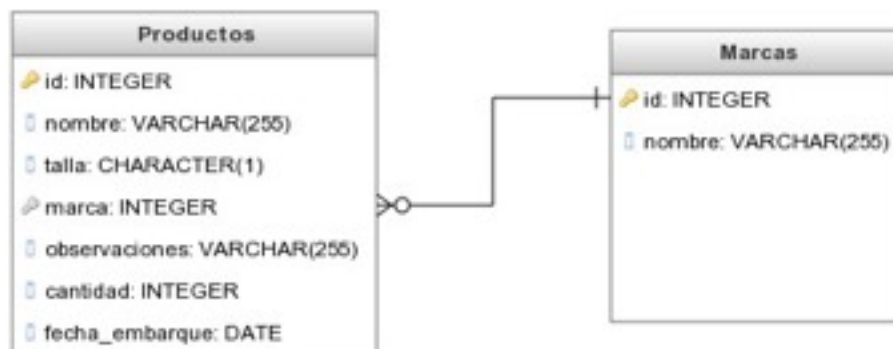 Productos
id: INTEGER
nombre: VARCHAR(255)
talla: CHARACTER(1)
marca: INTEGER
observaciones: VARCHAR(255)
cantidad: INTEGER
fecha_embarque: DATE
Marcas
id: INTEGER
nombre: VARCHAR(255)